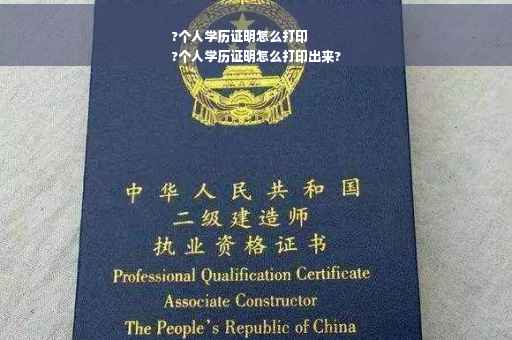 ?个人学历证明怎么打印
?个人学历证明怎么打印出来?
中华人民共和国
二级建造师
执业资格证书
Professional Qualification Certificate
Associate Constructor
The People's Republic of China